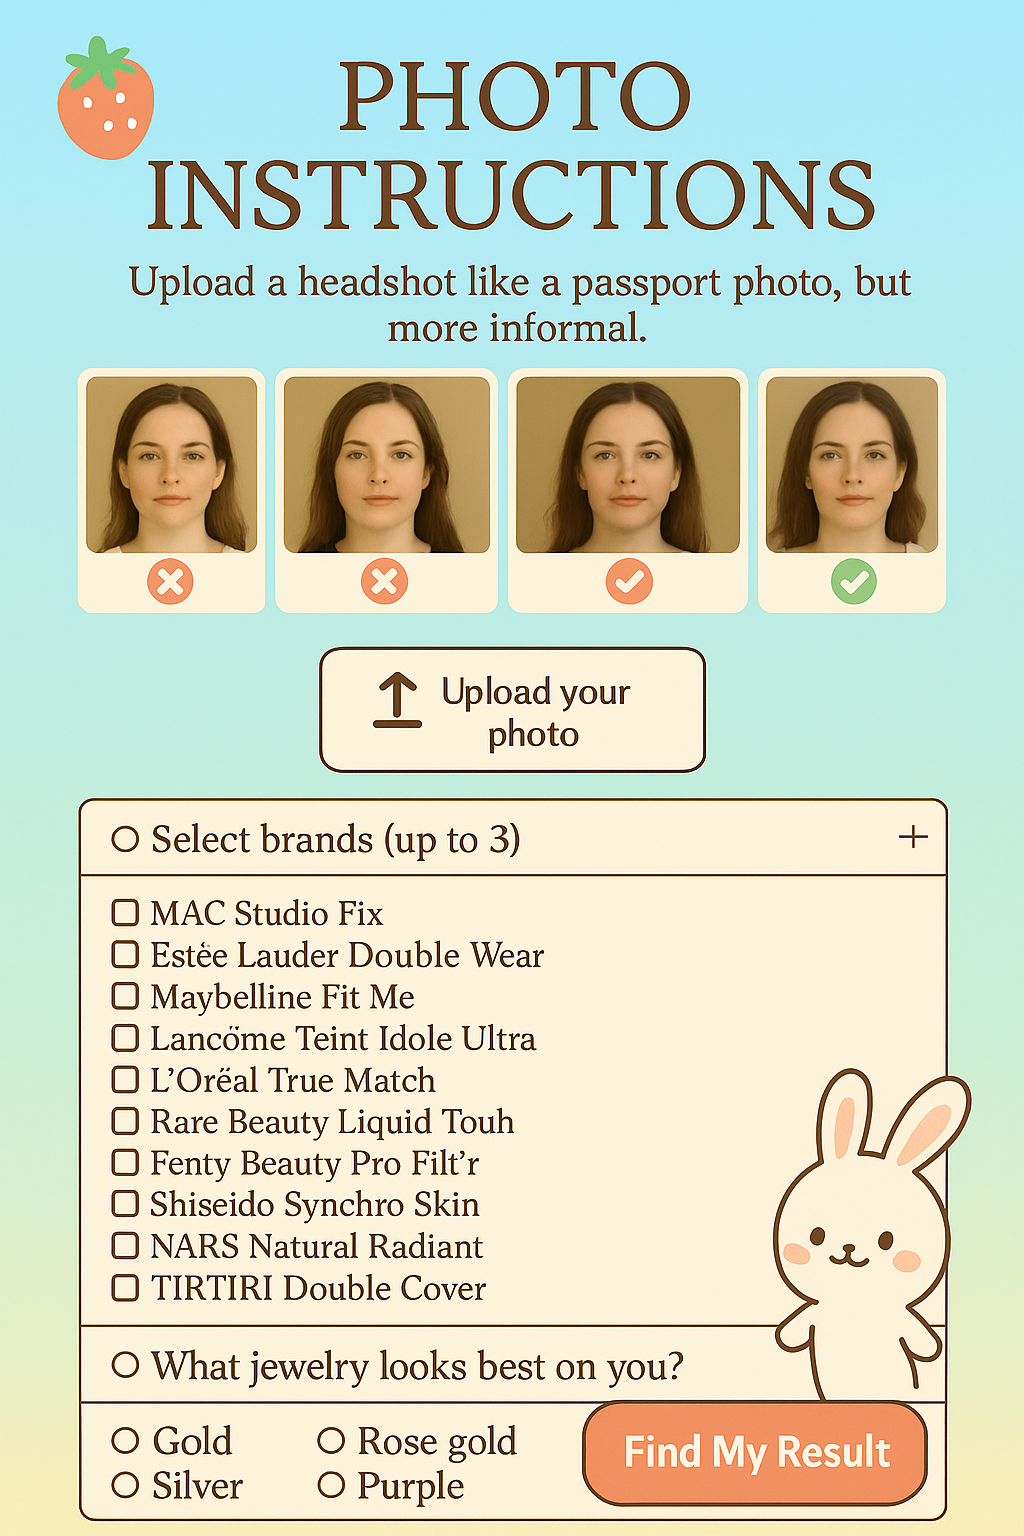 PHOTO
INSTRUCTIONS
Upload a headshot like a passport photo, but
more informal.
Upload your
photo
Select brands (up to 3)
MAC Studio Fix
Estëe Lauder Double Wear
Maybelline Fit Me
Lancöme Teint Idole Ultra
L’Orëal True Match
Rare Beauty Liquid Touh
Fenty Beauty Pro Filt’r
Shiseido Synchro Skin
NARS Natural Radiant
TIRTIRI Double Cover
What jewelry looks best on you?
Gold
Rose gold
Silver
Purple
Find My Result